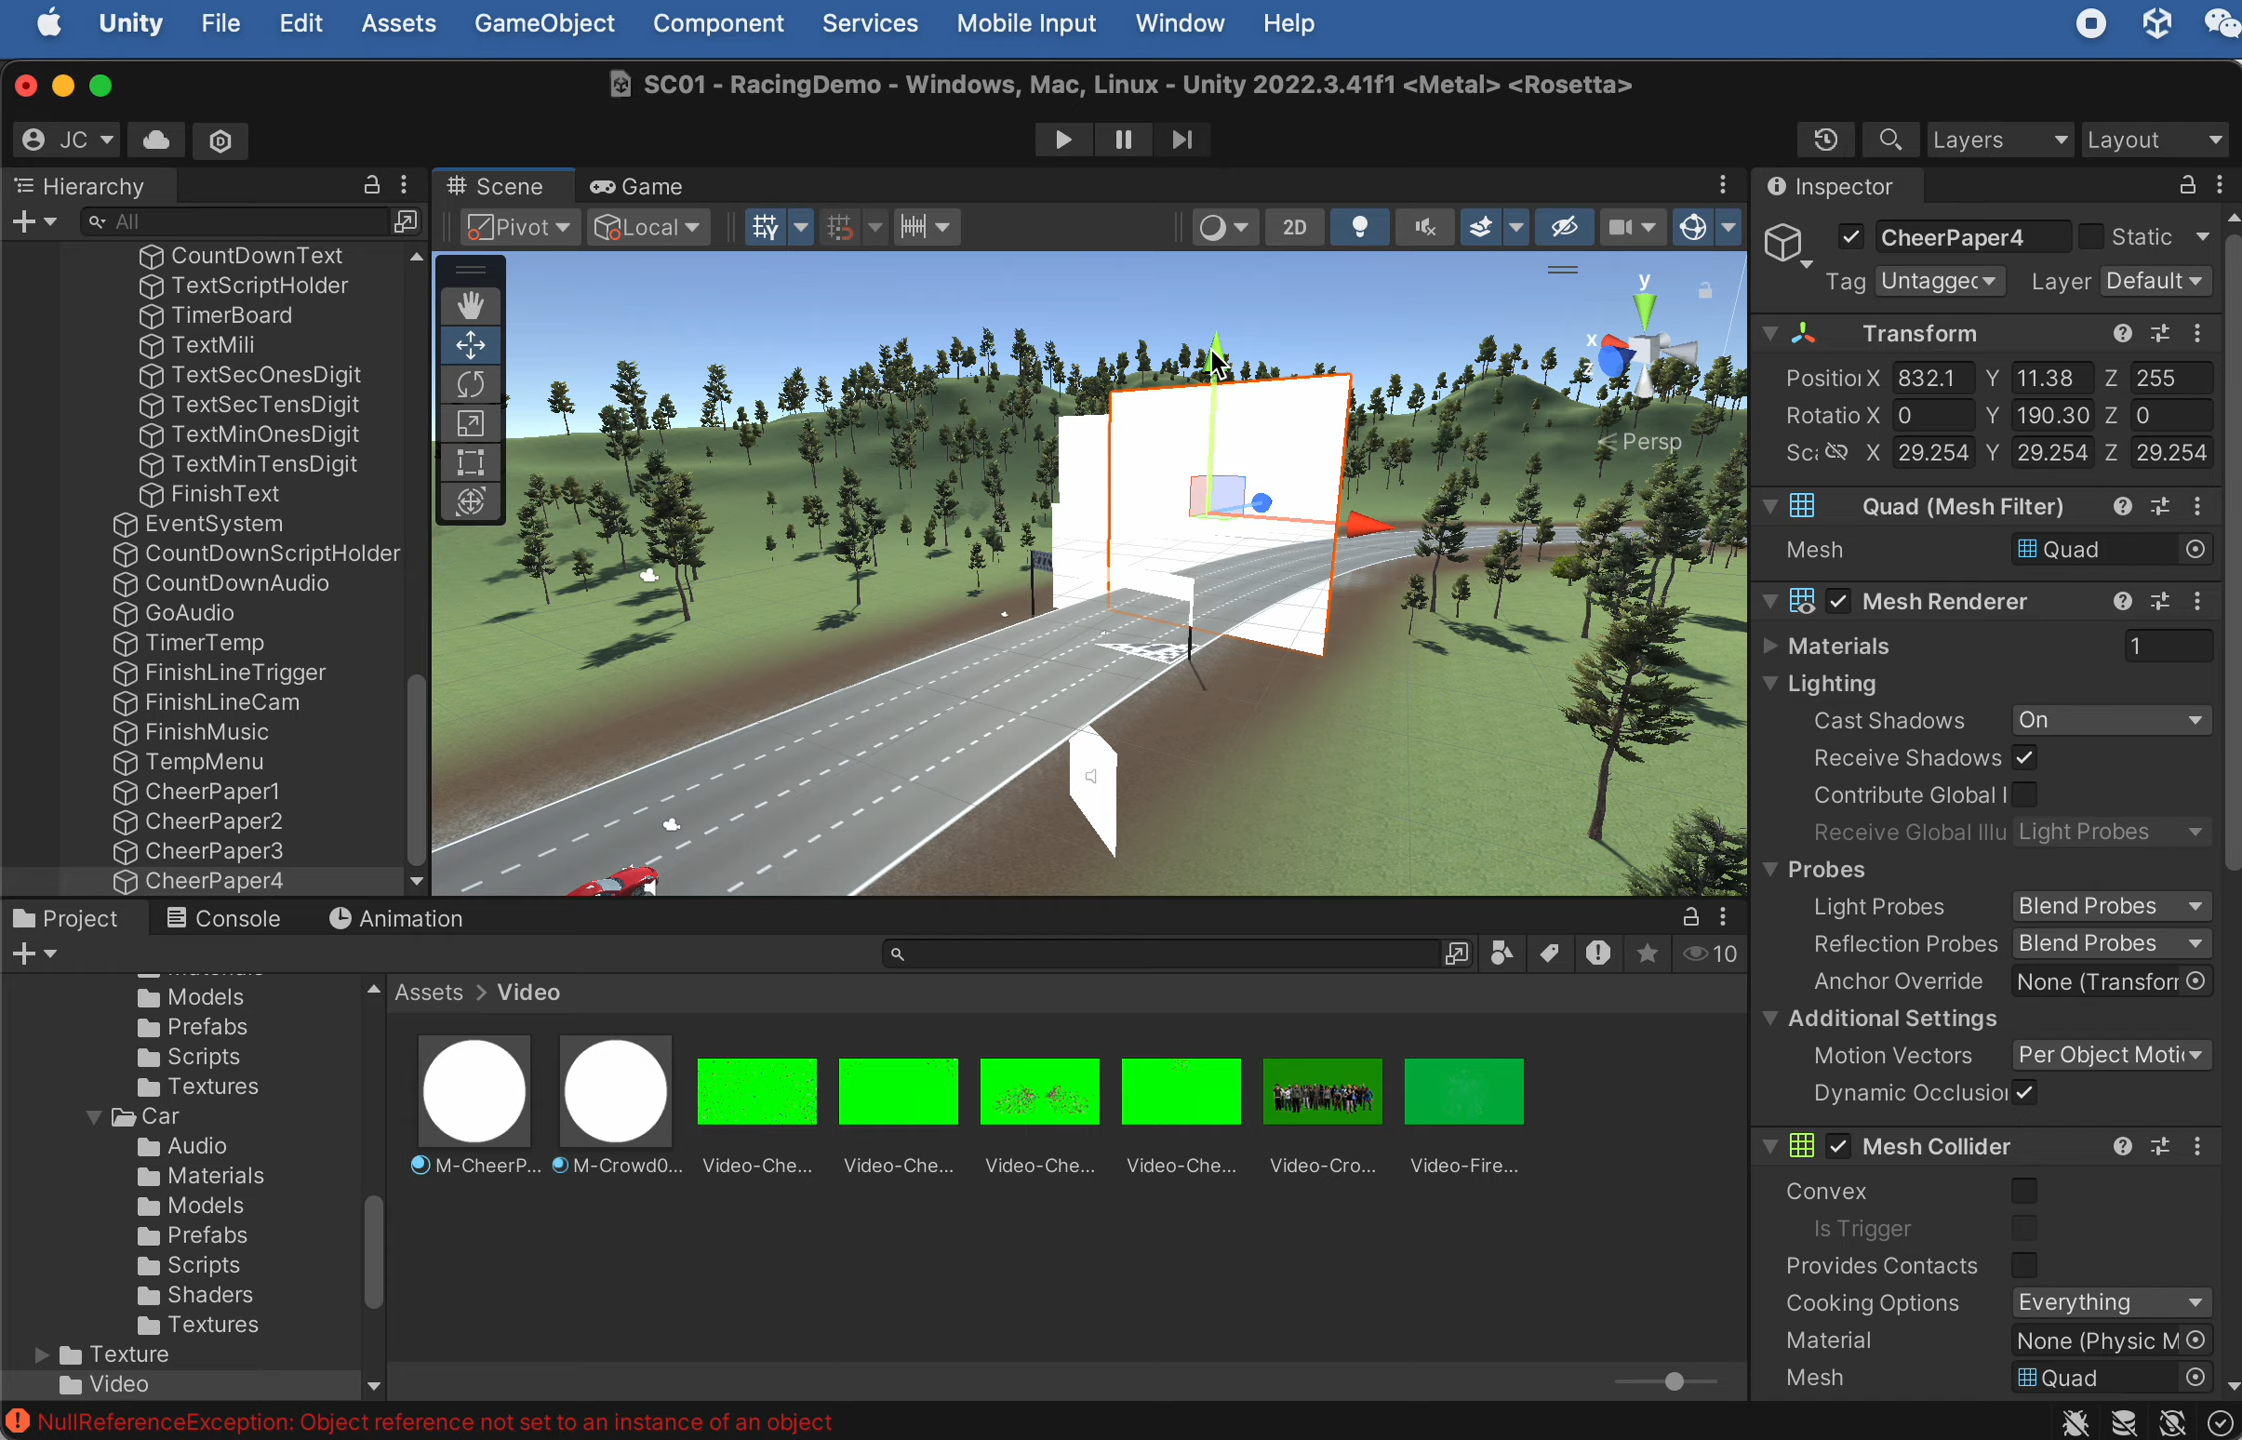 Unity File Edit Assets GameObject Component Services Mobile Input Window Help
SC01 - RacingDemo - Windows, Mac, Linux - Unity 2022.3.41f1 <Metal> <Rosetta>
JC
Layers
Layout
Hierarchy
All
CountDownText
TextScriptHolder
TimerBoard
TextMili
TextSecOnesDigit
TextSecTensDigit
TextMinOnesDigit
TextMinTensDigit
FinishText
EventSystem
CountDownScriptHolder
CountDownAudio
GoAudio
TimerTemp
FinishLineTrigger
FinishLineCam
FinishMusic
TempMenu
CheerPaper1
CheerPaper2
CheerPaper3
CheerPaper4
Scene Game
Pivot Local 2D
y
x
z
Persp
Inspector
CheerPaper4 Static
Tag Untaggec Layer Default
Transform
Positioı X 832.1 Y 11.38 Z 255
Rotatio X 0 Y 190.30 Z 0
Sc: X 29.254 Y 29.254 Z 29.254
Quad (Mesh Filter)
Mesh Quad
Mesh Renderer
Materials 1
Lighting
Cast Shadows On
Receive Shadows
Contribute Global I
Receive Global Illu Light Probes
Probes
Light Probes Blend Probes
Reflection Probes Blend Probes
Anchor Override None (Transforr
Additional Settings
Motion Vectors Per Object Moti
Dynamic Occlusioı
Mesh Collider
Convex
Is Trigger
Provides Contacts
Cooking Options Everything
Material None (Physic M
Mesh Quad
Project Console Animation
10
Models
Prefabs
Scripts
Textures
Car
Audio
Materials
Models
Prefabs
Scripts
Shaders
Textures
Texture
Video
Assets > Video
M-CheerP... M-Crowd0... Video-Che... Video-Che... Video-Che... Video-Che... Video-Cro... Video-Fire...
NullReferenceException: Object reference not set to an instance of an object